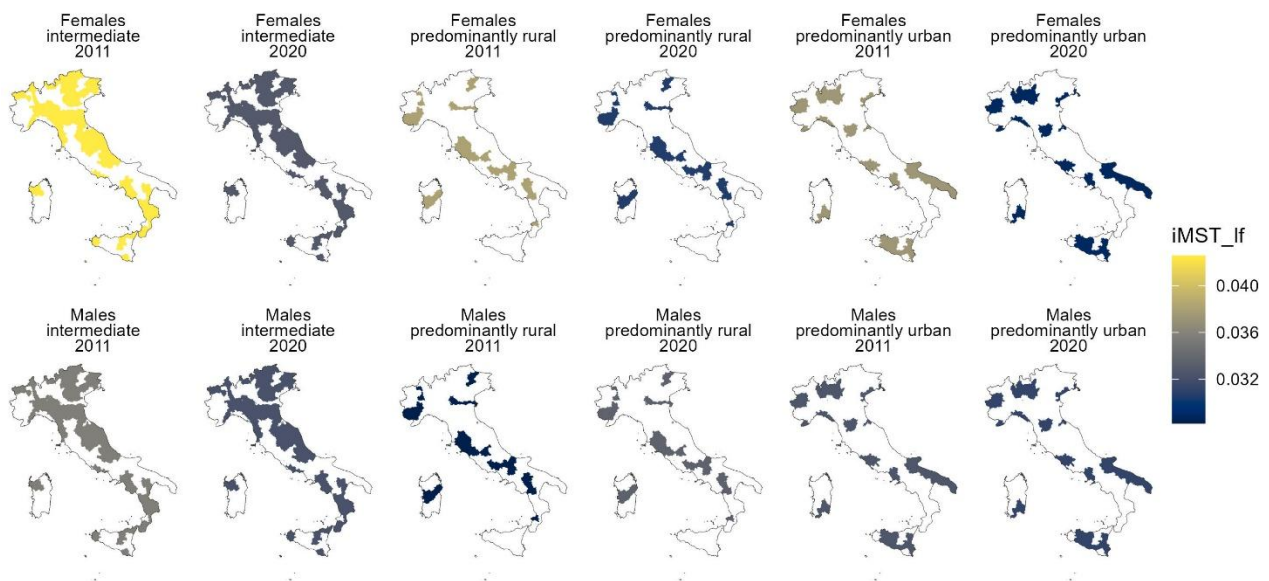 Females
intermediate
2011
Females
intermediate
2020
Females
predominantly rural
2011
Females
predominantly rural
2020
Females
predominantly urban
2011
Females
predominantly urban
2020
iMST_lf
0.040
0.036
0.032
Males
intermediate
2011
Males
intermediate
2020
Males
predominantly rural
2011
Males
predominantly rural
2020
Males
predominantly urban
2011
Males
predominantly urban
2020